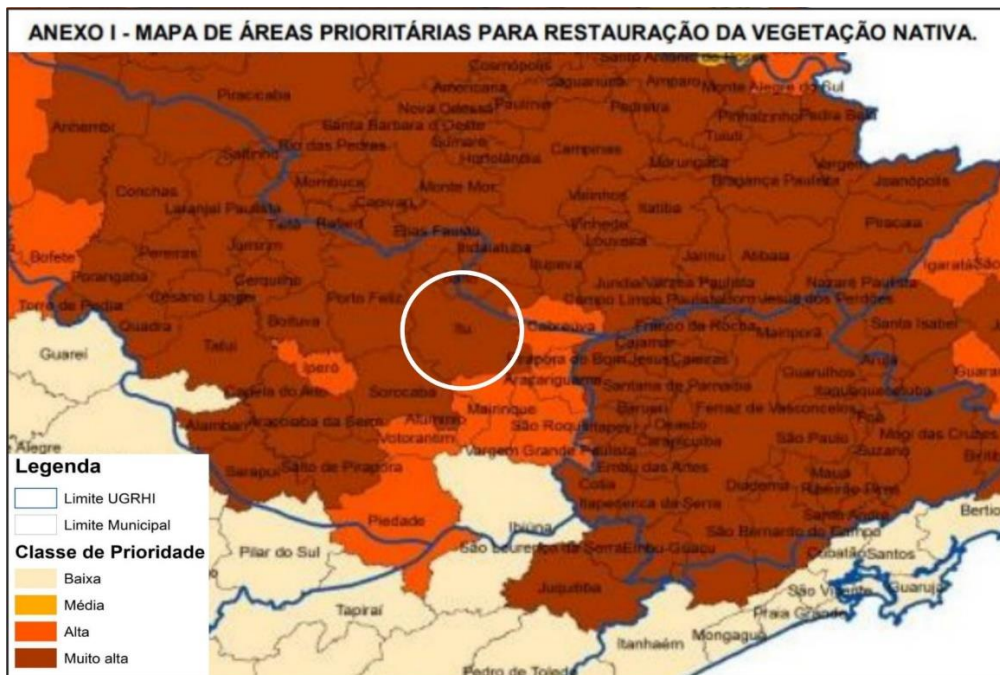 ANEXO I - MAPA DE ÁREAS PRIORITÁRIAS PARA RESTAURAÇÃO DA VEGETAÇÃO NATIVA.
Cosmópolis
Jaguariúna Amparo Monte Alegre do Sul
Piracicaba Americana
Nova Odessa Paulínia Pedreira Pinhalzinho Pedra Bela
Anhembi Santa Barbara d'Oeste Tuiuti
Rio das Pedras Sumaré Campinas
Saltinho Hortolândia Morungaba Vargem
Conchas Mombuca Monte Mor Bragança Paulista Joanópolis
Laranjal Paulista Capivari Valinhos Itatiba
Tietê Rafard Elias Fausto Vinhedo Piracaia
Bofete Pereiras Jumirim Indaiatuba Louveira
Itupeva Jarinu Atibaia Igaratá São
Porangaba Cerquilho Jundiaí Várzea Paulista Nazaré Paulista
Cesário Lange Porto Feliz Campo Limpo Paulista Bom Jesus dos Perdões
Torre de Pedra Boituva Itu Cabreúva Franco da Rocha Mairiporã Santa Isabel
Quadra Cajamar
Guareí Tatuí Pirapora do Bom Jesus Caieiras Arujá
Iperó Araçariguama Guarulhos Guara
Capela do Alto Sorocaba Santana de Parnaíba Itaquaquecetuba
Mairinque Barueri Ferraz de Vasconcelos
Alambari Araçoiaba da Serra Alumínio São Roque Itapevi Osasco Poá
Alegre Votorantim Carapicuíba São Paulo Mogi das Cruzes
Vargem Grande Paulista Suzano
Sarapuí Salto de Pirapora Embu das Artes Mauá Biriti
Cotia Diadema Ribeirão Pires
Itapecerica da Serra Santo André
Piedade Ibiúna São Bernardo do Campo Bertio
Pilar do Sul São Lourenço da Serra Embu-Guaçu Cubatão Santos
Juquitiba São Vicente Guarujá
Tapiraí Praia Grande
Itanhaém Mongaguá
Pedro de Toledo
Legenda
Limite UGRHI
Limite Municipal
Classe de Prioridade
Baixa
Média
Alta
Muito alta